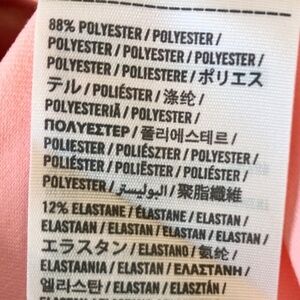 88% POLYESTER / POLYESTER /
POLYESTER / POLYESTER /
POLYESTER / POLIESTERE / ポリエス
テル / POLIÉSTER / 涤纶 /
POLYESTERIÄ / POLYESTER /
ΠΟΛΥΕΣΤΕΡ / 폴리에스테르 /
POLIESTER / POLIÉSZTER / POLYESTER /
POLIÉSTER / POLIĒSTER / POLIÉSTER /
POLYESTER / البوليستر / 聚脂纖維
12% ELASTANE / ÉLASTANE / ELASTAN /
ELASTAAN / ELASTAN / ELASTAN /
エラスタン / ELASTANO / 氨纶 /
ELASTAANIA / ELASTAN / ΕΛΑΣΤΑΝΗ /
엘라스탄 / ELASTAN / ELASZTÁN /